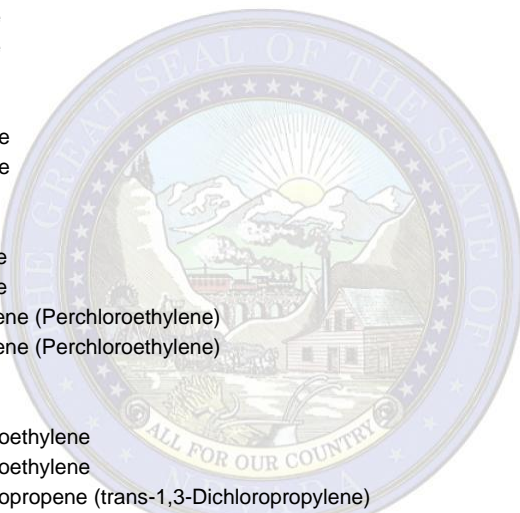 THE GREAT SEAL OF THE STATE OF
NEVADA
ALL FOR OUR COUNTRY
e
e
e
e
ene (Perchloroethylene)
ene (Perchloroethylene)
oethylene
oethylene
opropene (trans-1,3-Dichloropropylene)